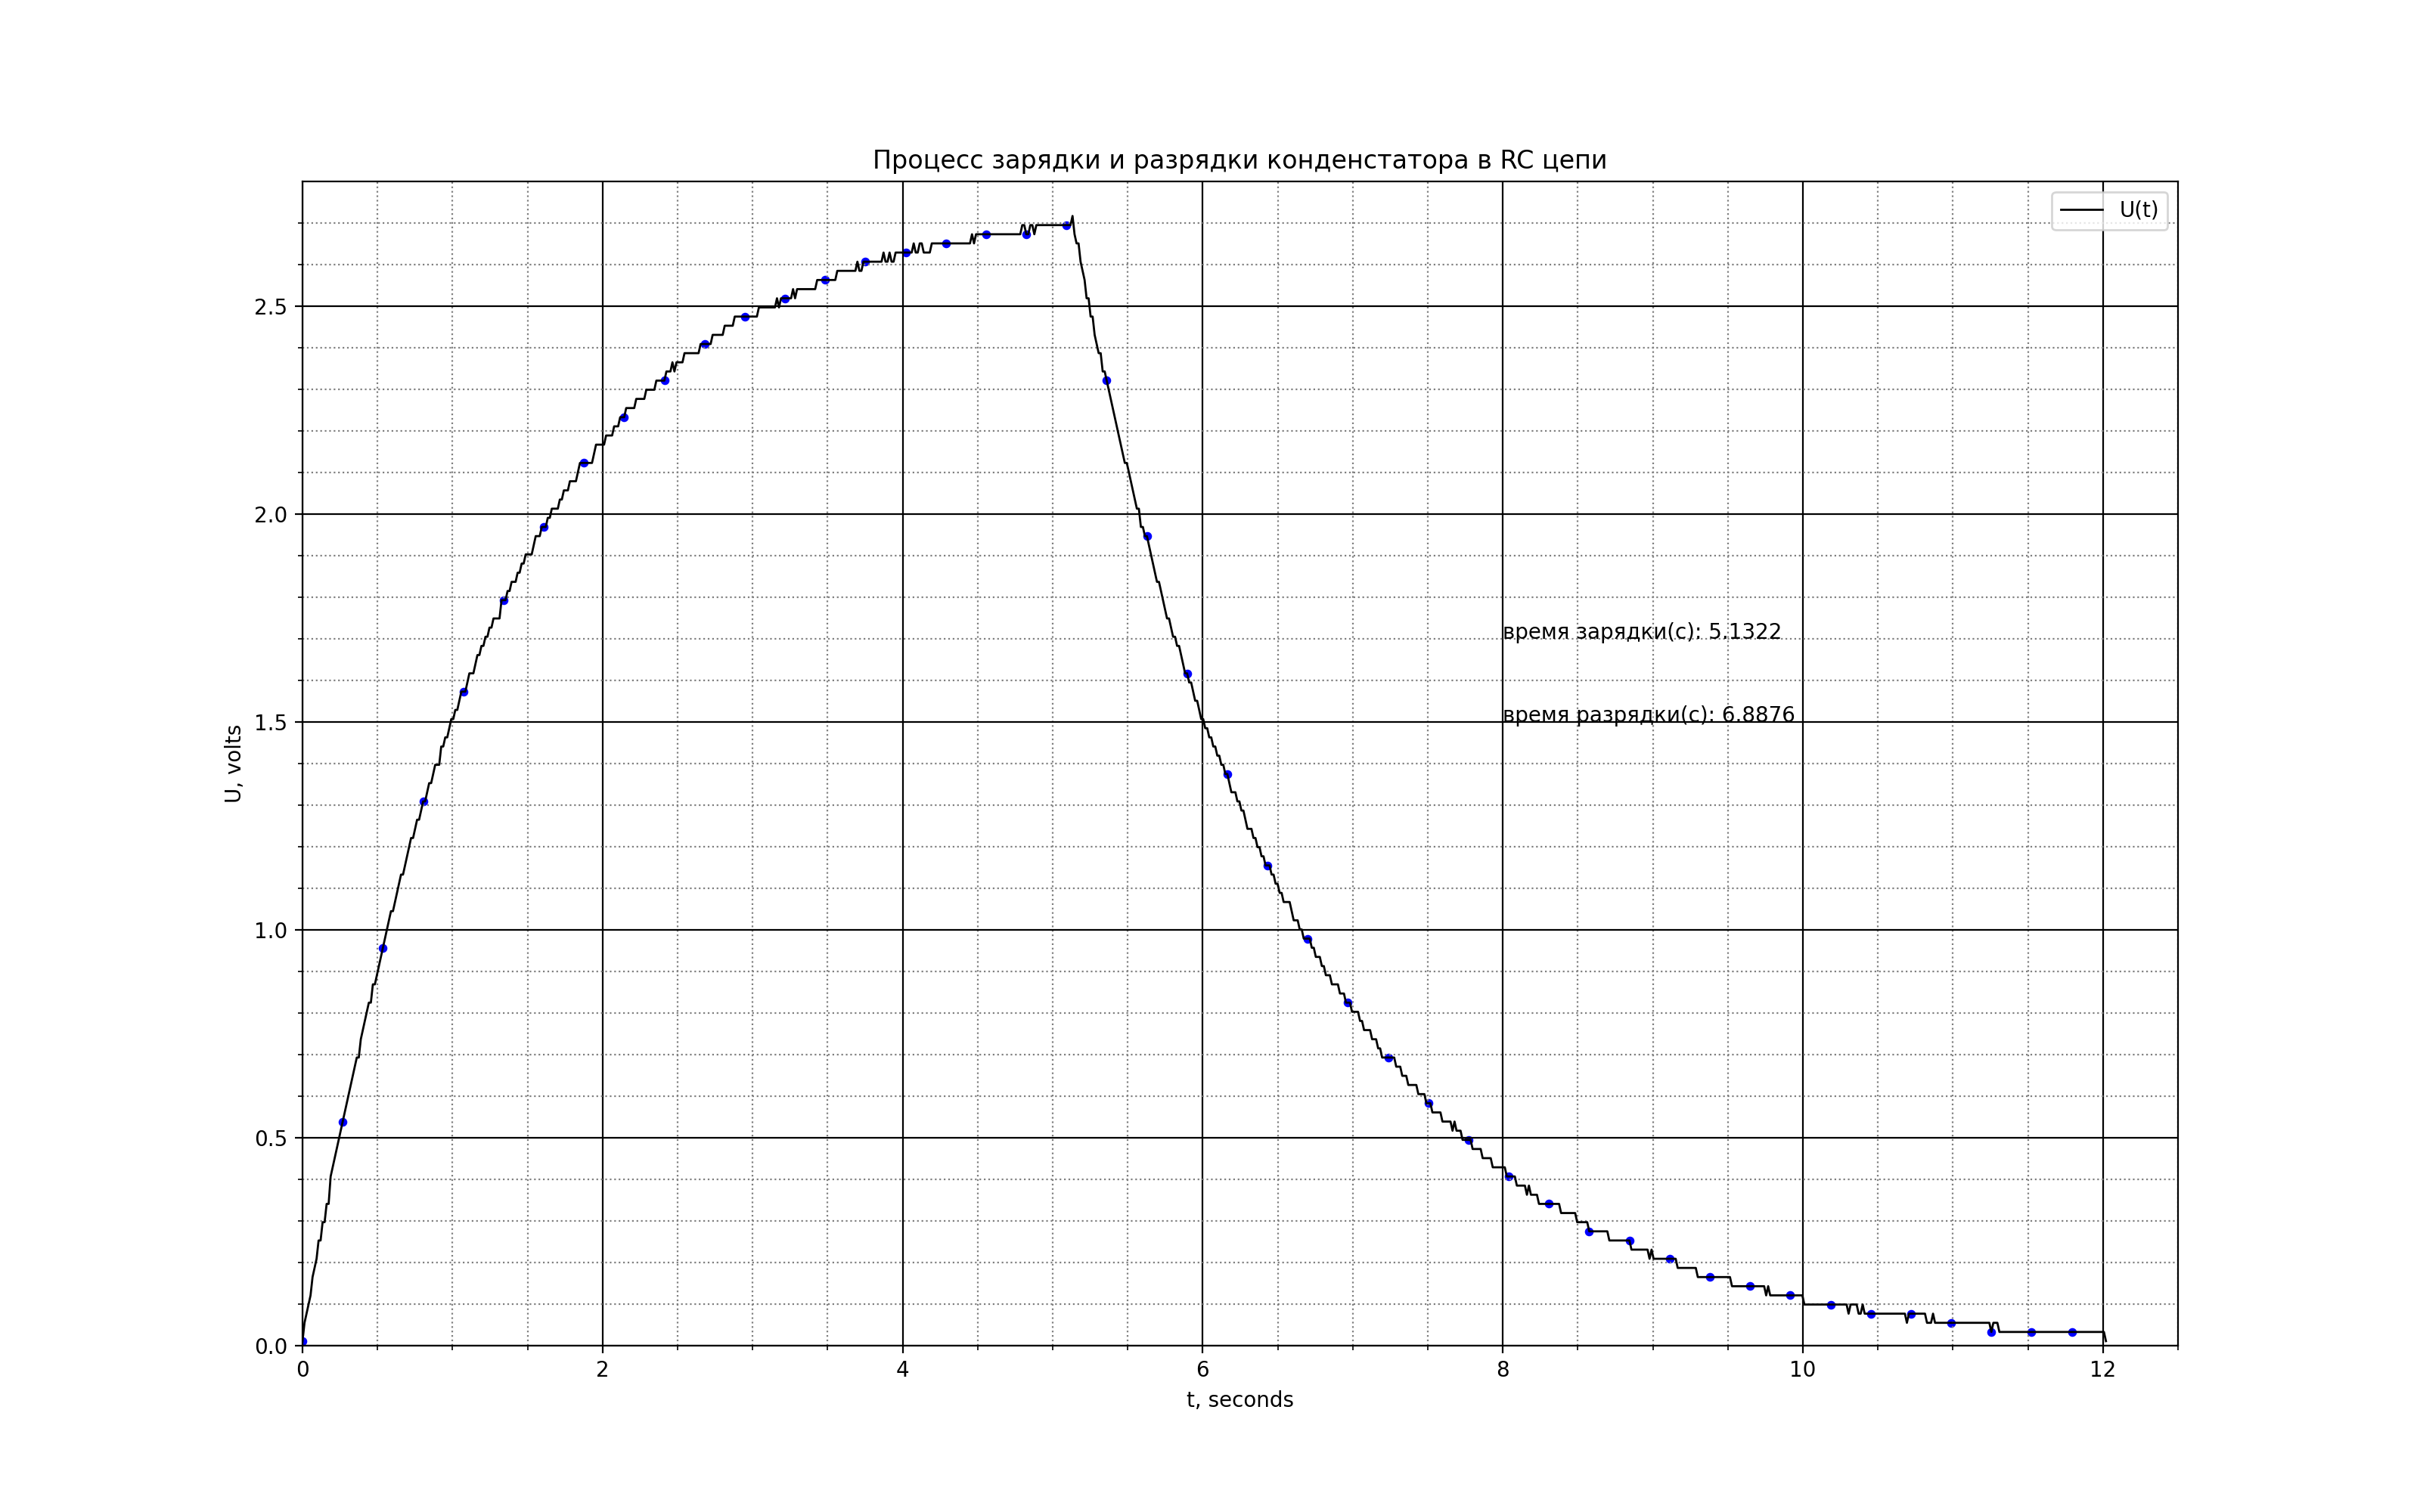 Процесс зарядки и разрядки конденстатора в RC цепи
U(t)
2.5
2.0
время зарядки(с): 5.1322
время разрядки(с): 6.8876
1.5
U, volts
1.0
0.5
0.0
0 2 4 6 8 10 12
t, seconds